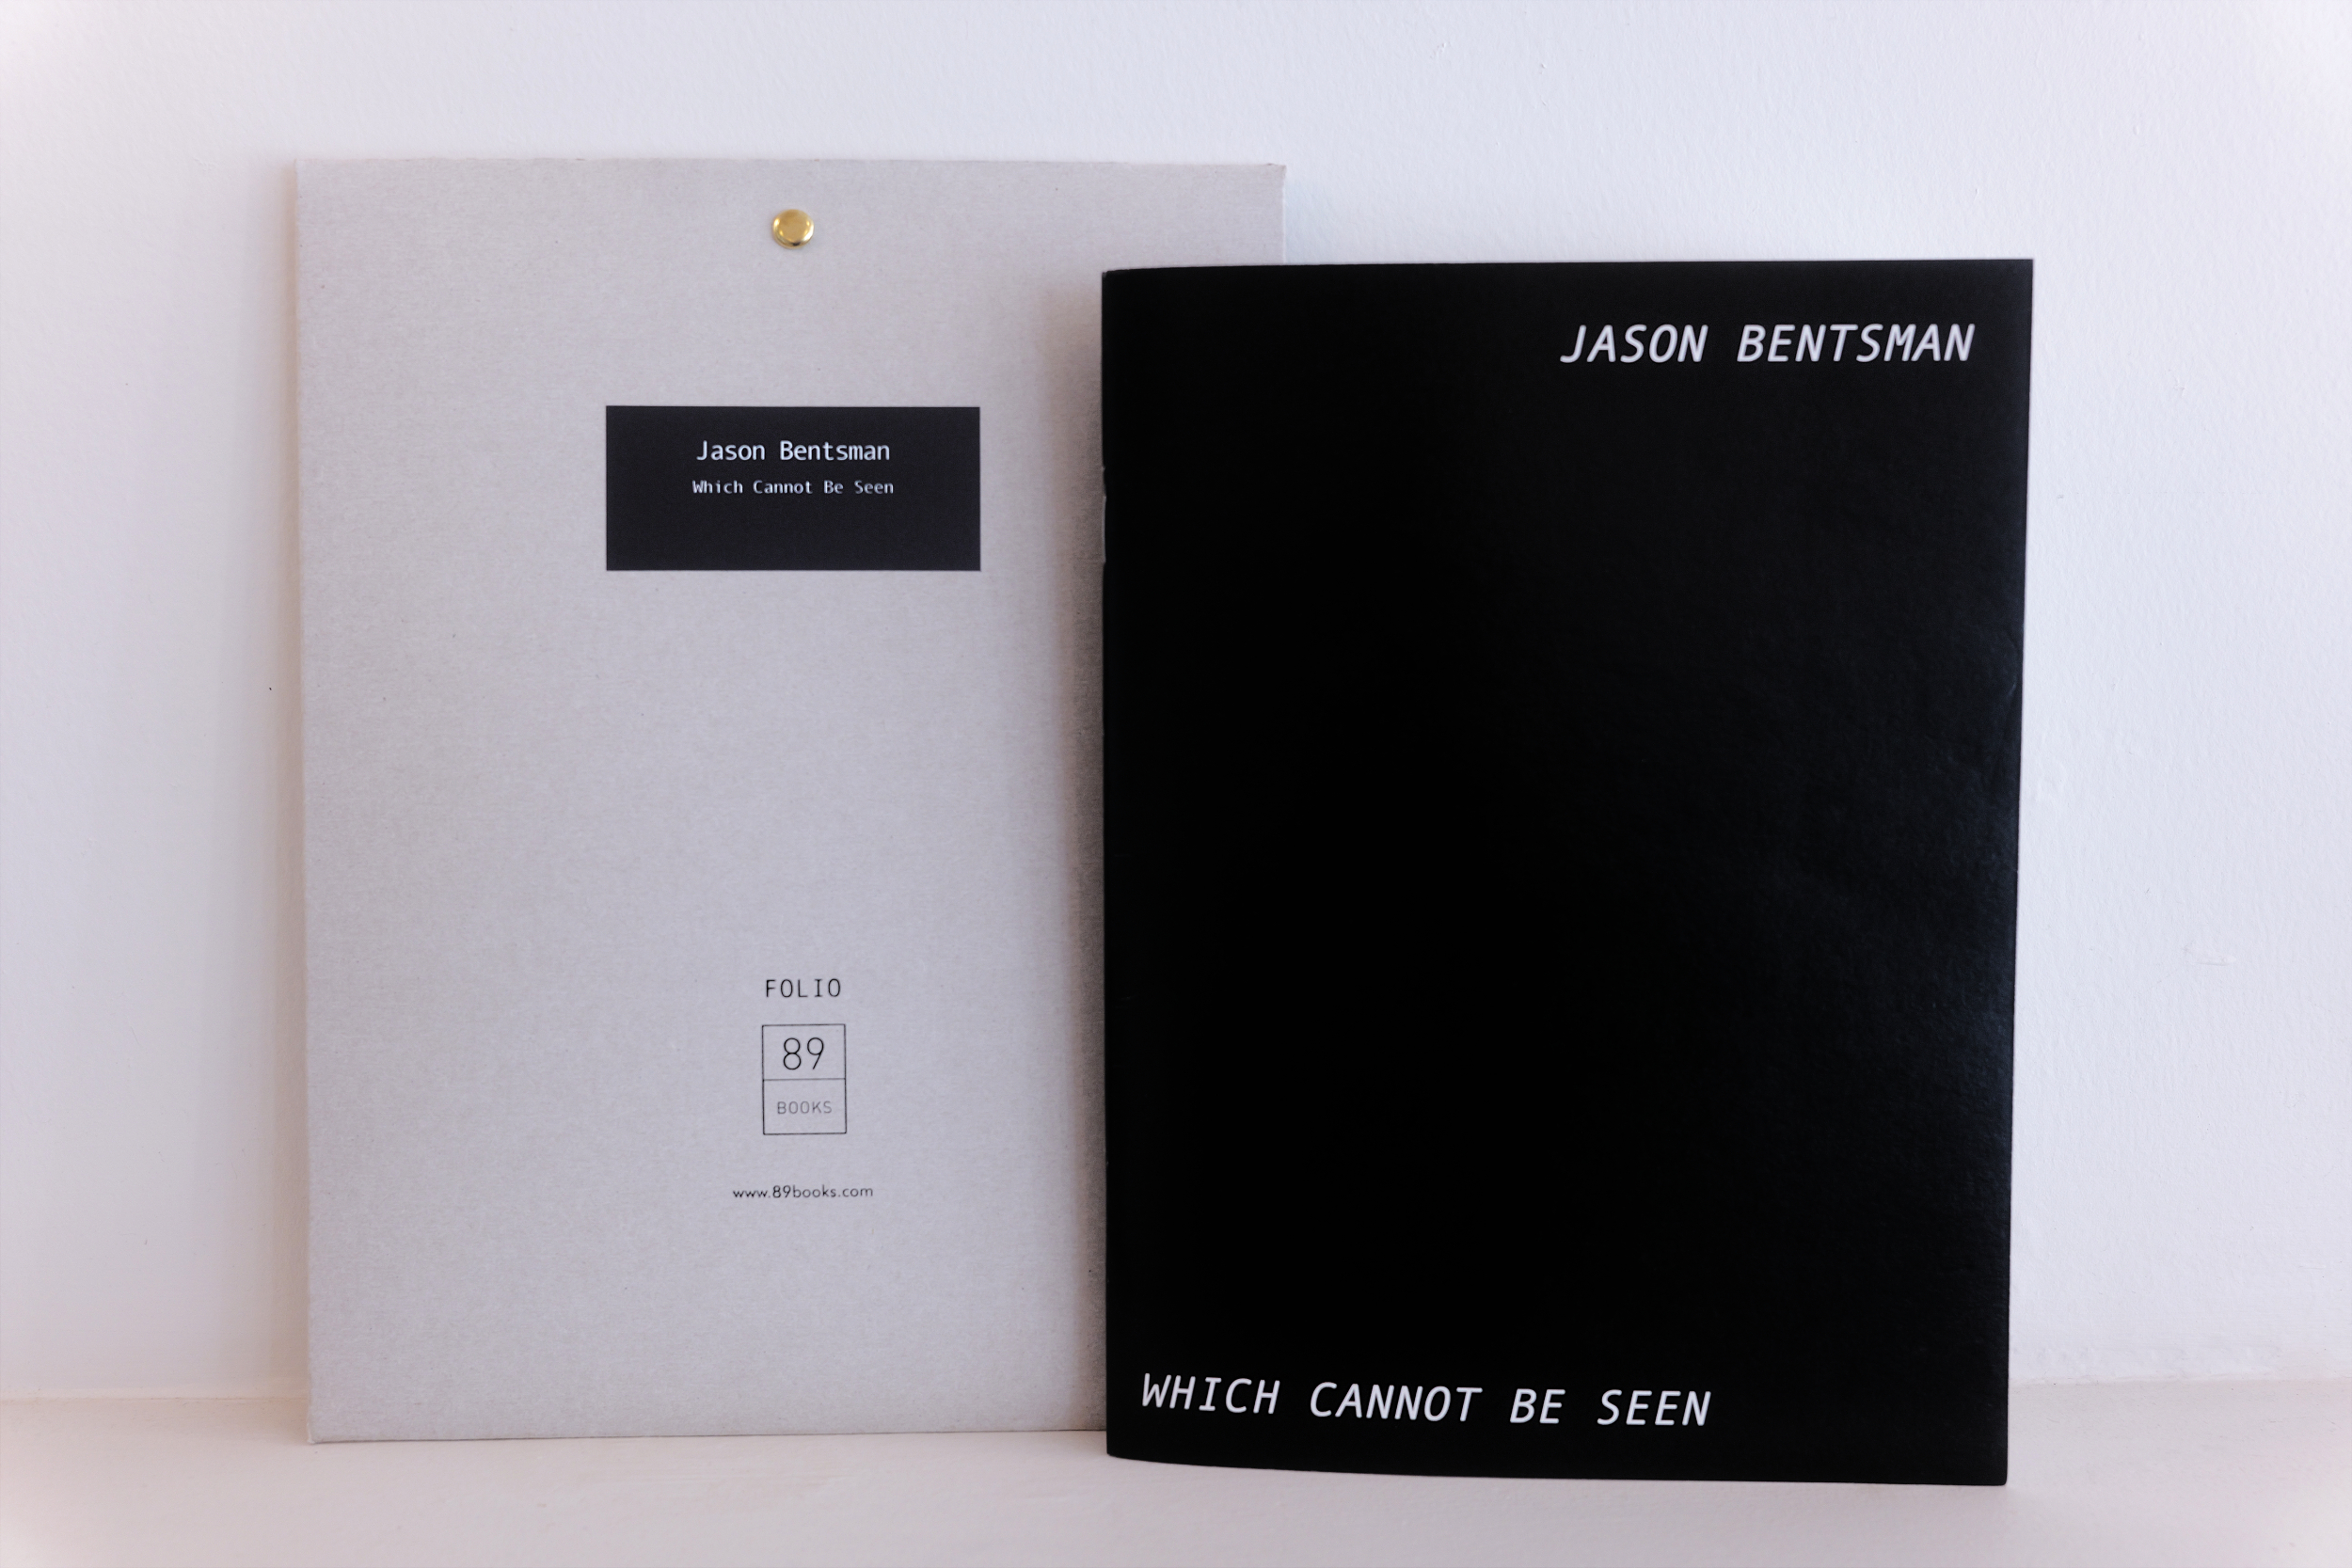 Jason Bentsman
Which Cannot Be Seen
FOLIO
89
BOOKS
www.89books.com
JASON BENTSMAN
WHICH CANNOT BE SEEN